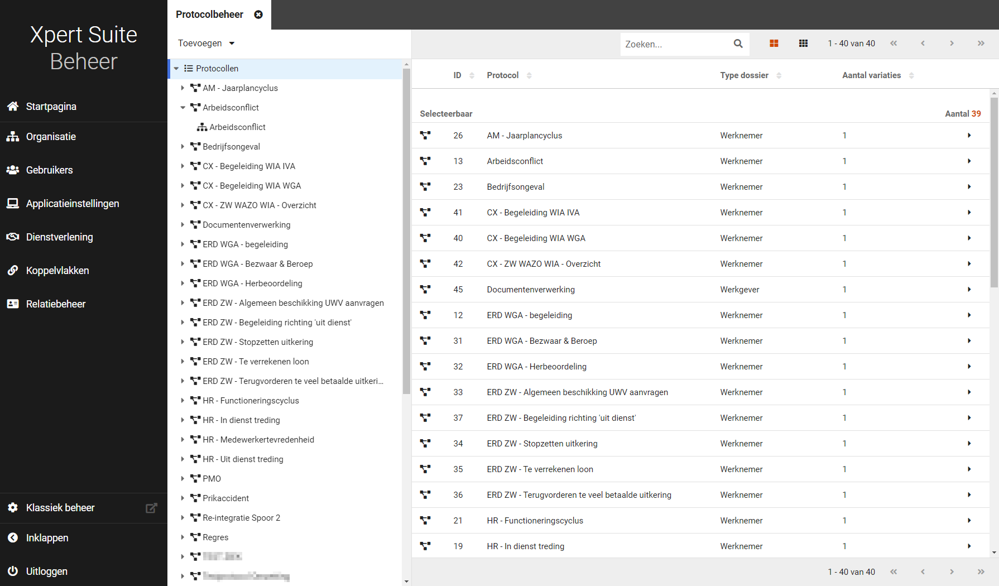 Xpert Suite
Beheer
Startpagina
Organisatie
Gebruikers
Applicatieinstellingen
Dienstverlening
Koppelvlakken
Relatiebeheer
Klassiek beheer
Inklappen
Uitloggen
Protocolbeheer
Toevoegen
Protocollen
AM - Jaarplancyclus
Arbeidsconflict
Arbeidsconflict
Bedrijfsongeval
CX - Begeleiding WIA IVA
CX - Begeleiding WIA WGA
CX - ZW WAZO WIA - Overzicht
Documentenverwerking
ERD WGA - begeleiding
ERD WGA - Bezwaar & Beroep
ERD WGA - Herbeoordeling
ERD ZW - Algemeen beschikking UWV aanvragen
ERD ZW - Begeleiding richting 'uit dienst'
ERD ZW - Stopzetten uitkering
ERD ZW - Te verrekenen loon
ERD ZW - Terugvorderen te veel betaalde uitkeri...
HR - Functioneringscyclus
HR - In dienst treding
HR - Medewerkertevredenheid
HR - Uit dienst treding
PMO
Prikaccident
Re-integratie Spoor 2
Regres
Zoeken... 1 - 40 van 40
ID Protocol Type dossier Aantal variaties
Selecteerbaar Aantal 39
26 AM - Jaarplancyclus Werknemer 1
13 Arbeidsconflict Werknemer 1
23 Bedrijfsongeval Werknemer 1
41 CX - Begeleiding WIA IVA Werknemer 1
40 CX - Begeleiding WIA WGA Werknemer 1
42 CX - ZW WAZO WIA - Overzicht Werknemer 1
45 Documentenverwerking Werkgever 1
12 ERD WGA - begeleiding Werknemer 1
31 ERD WGA - Bezwaar & Beroep Werknemer 1
32 ERD WGA - Herbeoordeling Werknemer 1
33 ERD ZW - Algemeen beschikking UWV aanvragen Werknemer 1
37 ERD ZW - Begeleiding richting 'uit dienst' Werknemer 1
34 ERD ZW - Stopzetten uitkering Werknemer 1
35 ERD ZW - Te verrekenen loon Werknemer 1
36 ERD ZW - Terugvorderen te veel betaalde uitkering Werknemer 1
21 HR - Functioneringscyclus Werknemer 1
19 HR - In dienst treding Werknemer 1
1 - 40 van 40